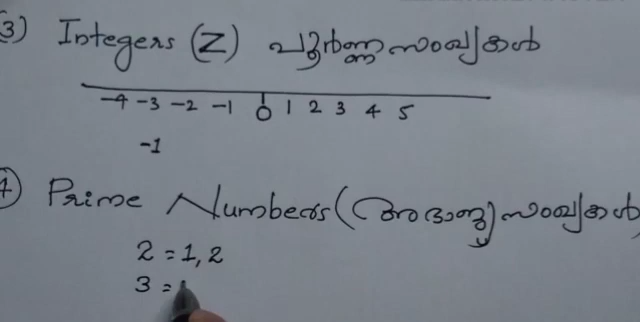 (3) Integers (Z) പൂർണ്ണസംഖ്യകൾ
-4 -3 -2 -1 0 1 2 3 4 5
-1
4) Prime Numbers (അഭാജ്യ) സംഖ്യകൾ
2 = 1, 2
3 =